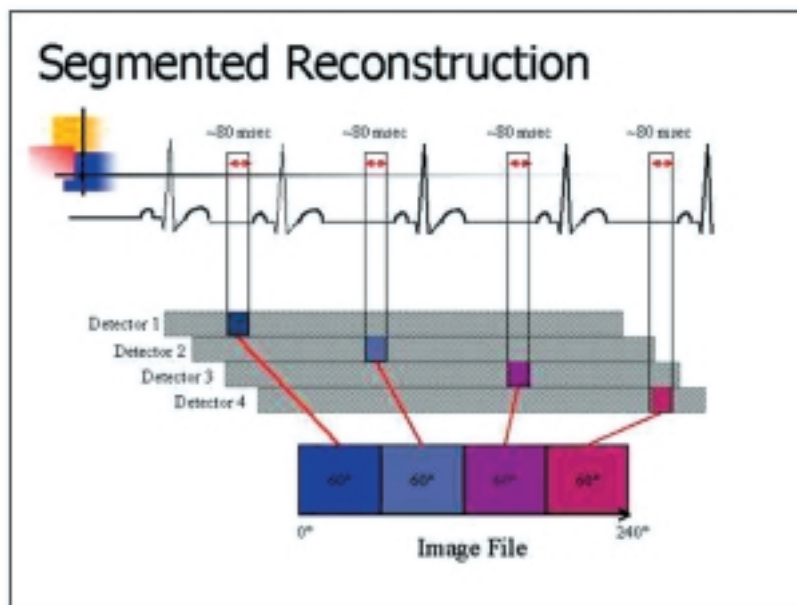 Segmented Reconstruction
~80 msec ~80 msec ~80 msec ~80 msec
Detector 1
Detector 2
Detector 3
Detector 4
60° 60° 60° 60°
0° 240°
Image File